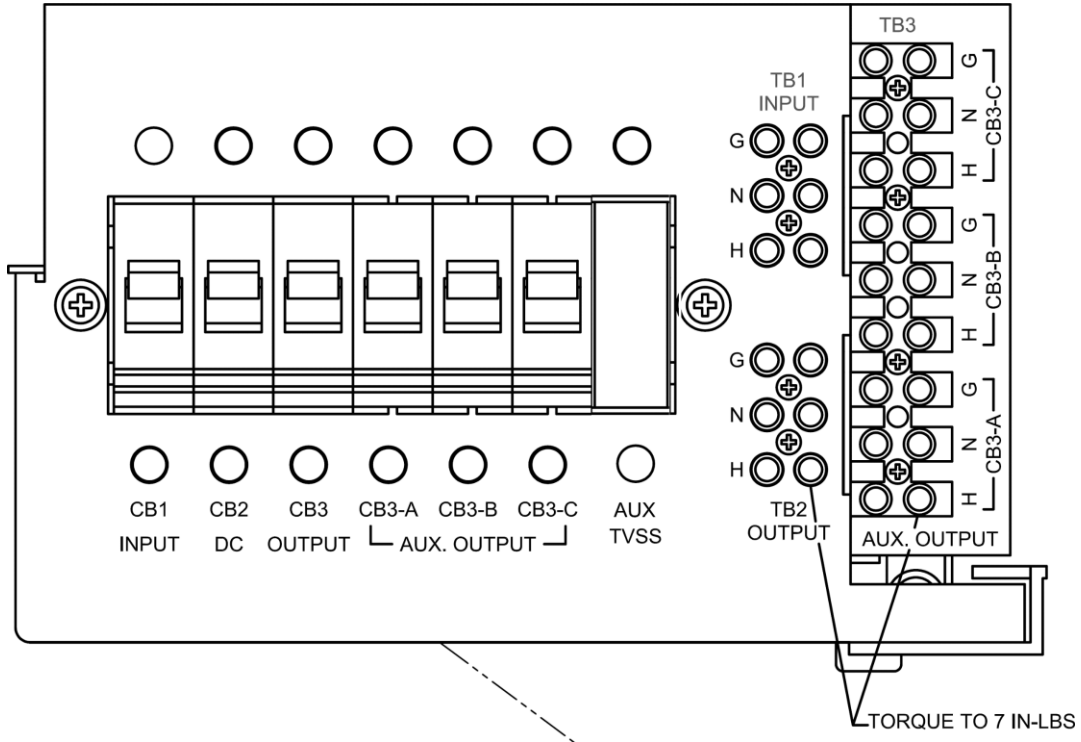 TB3
TB1
INPUT
G
N
H
G
N
H
TB2
OUTPUT
G
N
H
CB3-C
G
N
H
CB3-B
G
N
H
CB3-A
AUX. OUTPUT
CB1
INPUT
CB2
DC
CB3
OUTPUT
CB3-A CB3-B CB3-C
AUX. OUTPUT
AUX
TVSS
TORQUE TO 7 IN-LBS